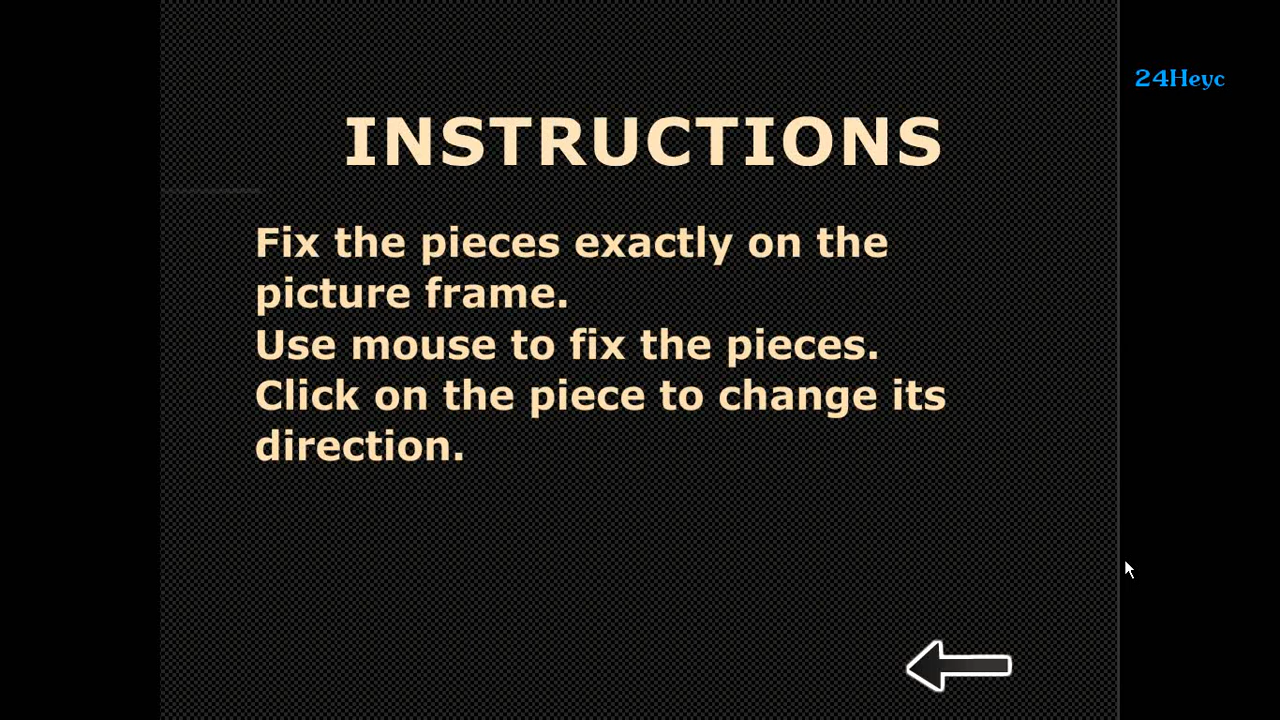 24Heyc
INSTRUCTIONS
Fix the pieces exactly on the
picture frame.
Use mouse to fix the pieces.
Click on the piece to change its
direction.